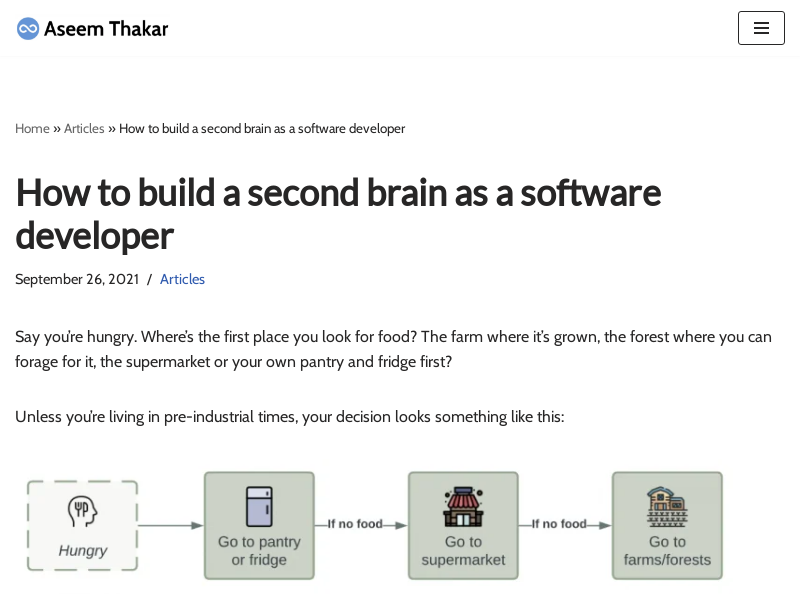 Aseem Thakar
Home » Articles » How to build a second brain as a software developer
How to build a second brain as a software
developer
September 26, 2021 / Articles
Say you’re hungry. Where’s the first place you look for food? The farm where it’s grown, the forest where you can
forage for it, the supermarket or your own pantry and fridge first?
Unless you’re living in pre-industrial times, your decision looks something like this:
Hungry
Go to pantry
or fridge
If no food
Go to
supermarket
If no food
Go to
farms/forests